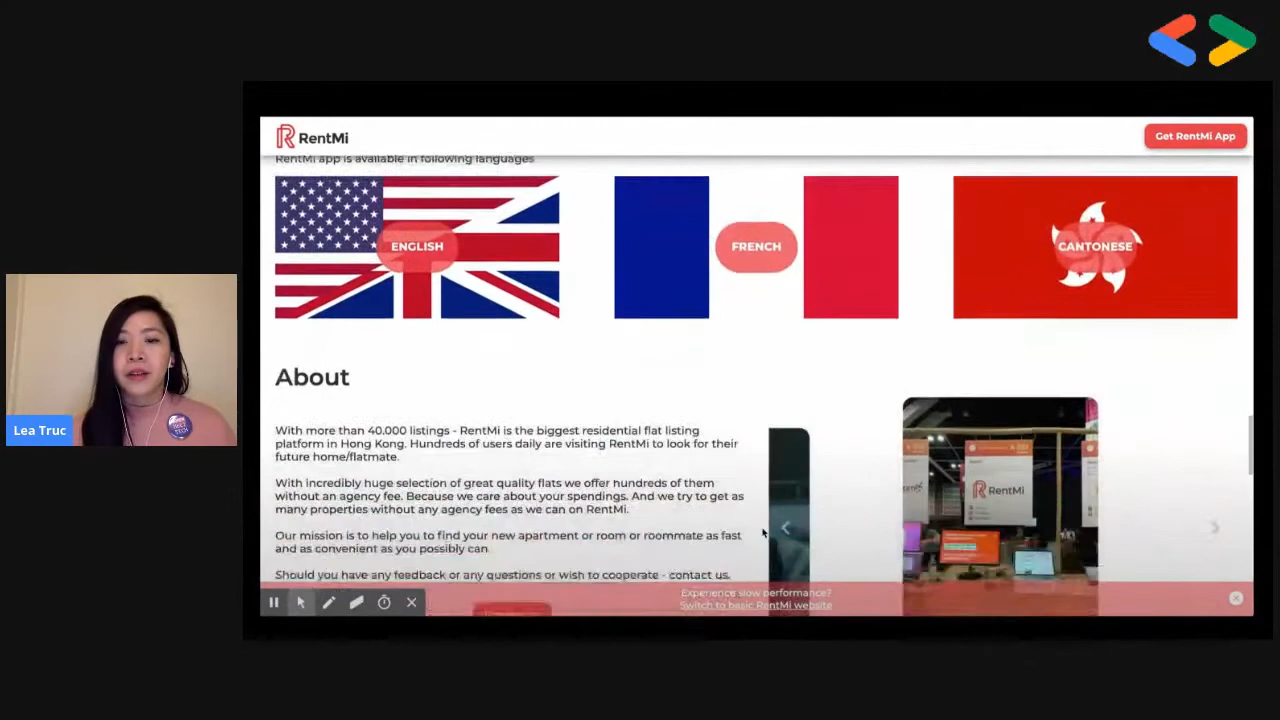 RentMi
Get RentMi App
RentMi app is available in following languages
ENGLISH
FRENCH
CANTONESE
About
With more than 40.000 listings - RentMi is the biggest residential flat listing
platform in Hong Kong. Hundreds of users daily are visiting RentMi to look for their
future home/flatmate.
With incredibly huge selection of great quality flats we offer hundreds of them
without an agency fee. Because we care about your spendings. And we try to get as
many properties without any agency fees as we can on RentMi.
Our mission is to help you to find your new apartment or room or roommate as fast
and as convenient as you possibly can.
Should you have any feedback or any questions or wish to cooperate - contact us.
RentMi
Experience slow performance?
Switch to basic RentMi website
Lea Truc